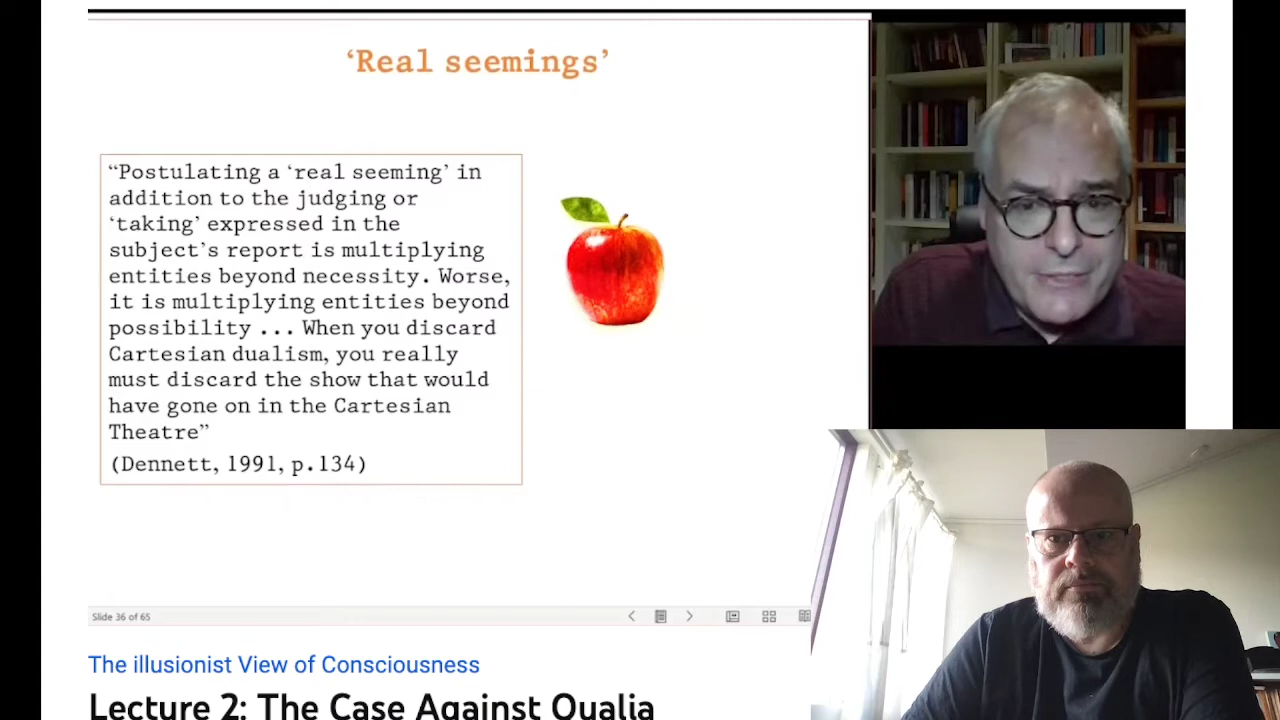 ‘Real seemings’
“Postulating a ‘real seeming’ in
addition to the judging or
‘taking’ expressed in the
subject’s report is multiplying
entities beyond necessity. Worse,
it is multiplying entities beyond
possibility ... When you discard
Cartesian dualism, you really
must discard the show that would
have gone on in the Cartesian
Theatre”
(Dennett, 1991, p.134)
Slide 36 of 65
The illusionist View of Consciousness
Lecture 2: The Case Against Qualia